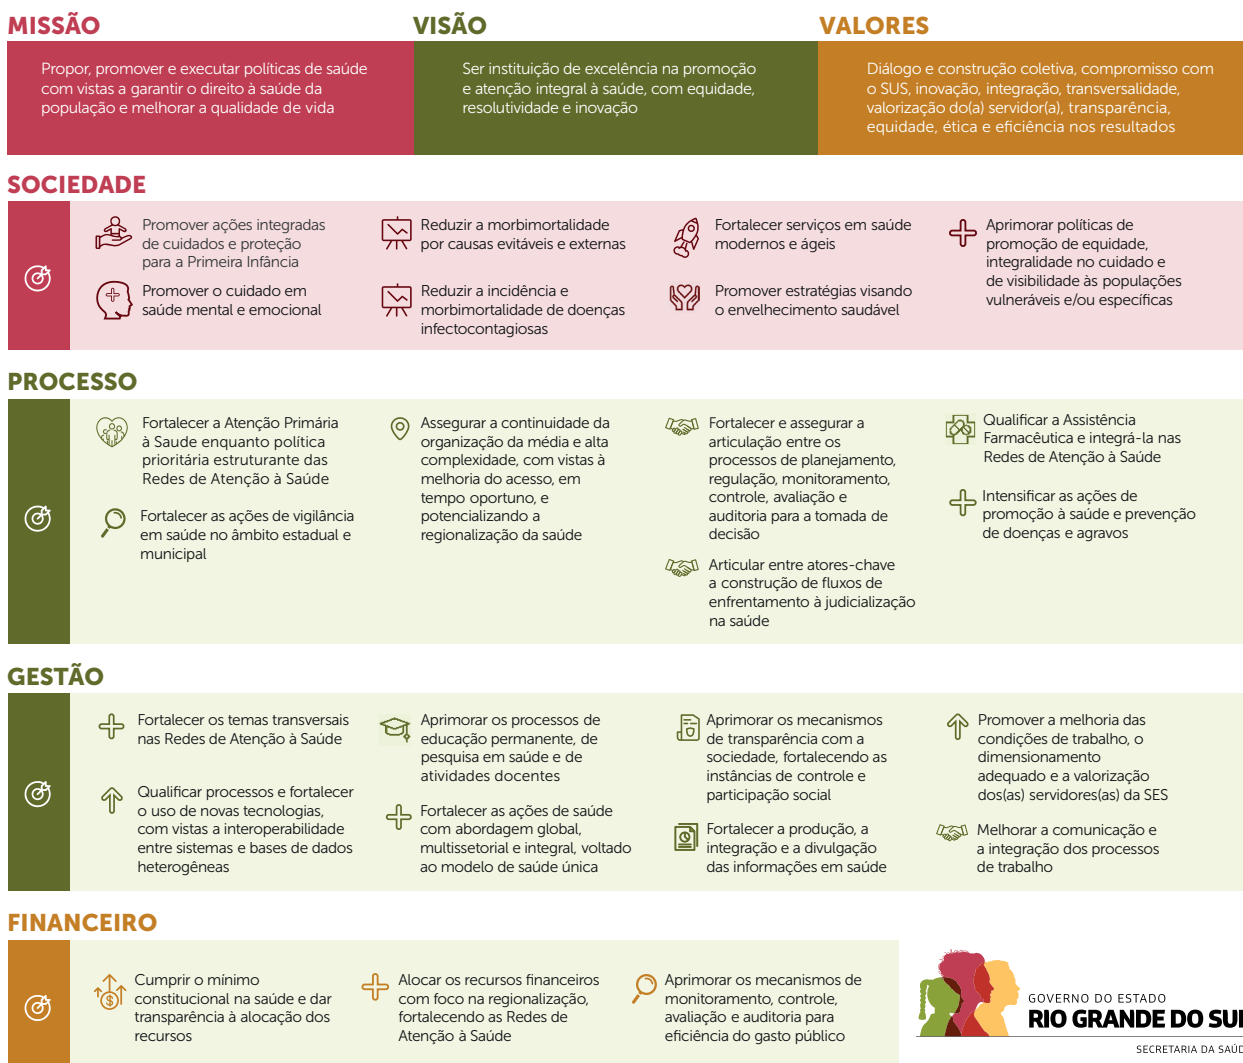 MISSÃO
Propor, promover e executar políticas de saúde
com vistas a garantir o direito à saúde da
população e melhorar a qualidade de vida
VISÃO
Ser instituição de excelência na promoção
e atenção integral à saúde, com equidade,
resolutividade e inovação
VALORES
Diálogo e construção coletiva, compromisso com
o SUS, inovação, integração, transversalidade,
valorização do(a) servidor(a), transparência,
equidade, ética e eficiência nos resultados
SOCIEDADE
Promover ações integradas
de cuidados e proteção
para a Primeira Infância
Promover o cuidado em
saúde mental e emocional
Reduzir a morbimortalidade
por causas evitáveis e externas
Reduzir a incidência e
morbimortalidade de doenças
infectocontagiosas
Fortalecer serviços em saúde
modernos e ágeis
Promover estratégias visando
o envelhecimento saudável
Aprimorar políticas de
promoção de equidade,
integralidade no cuidado e
de visibilidade às populações
vulneráveis e/ou específicas
PROCESSO
Fortalecer a Atenção Primária
à Saude enquanto política
prioritária estruturante das
Redes de Atenção à Saúde
Fortalecer as ações de vigilância
em saúde no âmbito estadual e
municipal
Assegurar a continuidade da
organização da média e alta
complexidade, com vistas à
melhoria do acesso, em
tempo oportuno, e
potencializando a
regionalização da saúde
Fortalecer e assegurar a
articulação entre os
processos de planejamento,
regulação, monitoramento,
controle, avaliação e
auditoria para a tomada de
decisão
Articular entre atores-chave
a construção de fluxos de
enfrentamento à judicialização
na saúde
Qualificar a Assistência
Farmacêutica e integrá-la nas
Redes de Atenção à Saúde
Intensificar as ações de
promoção à saúde e prevenção
de doenças e agravos
GESTÃO
Fortalecer os temas transversais
nas Redes de Atenção à Saúde
Qualificar processos e fortalecer
o uso de novas tecnologias,
com vistas a interoperabilidade
entre sistemas e bases de dados
heterogêneas
Aprimorar os processos de
educação permanente, de
pesquisa em saúde e de
atividades docentes
Fortalecer as ações de saúde
com abordagem global,
multissetorial e integral, voltado
ao modelo de saúde única
Aprimorar os mecanismos
de transparência com a
sociedade, fortalecendo as
instâncias de controle e
participação social
Fortalecer a produção, a
integração e a divulgação
das informações em saúde
Promover a melhoria das
condições de trabalho, o
dimensionamento
adequado e a valorização
dos(as) servidores(as) da SES
Melhorar a comunicação e
a integração dos processos
de trabalho
FINANCEIRO
Cumprir o mínimo
constitucional na saúde e dar
transparência à alocação dos
recursos
Alocar os recursos financeiros
com foco na regionalização,
fortalecendo as Redes de
Atenção à Saúde
Aprimorar os mecanismos de
monitoramento, controle,
avaliação e auditoria para
eficiência do gasto público
GOVERNO DO ESTADO
RIO GRANDE DO SUL
SECRETARIA DA SAÚD